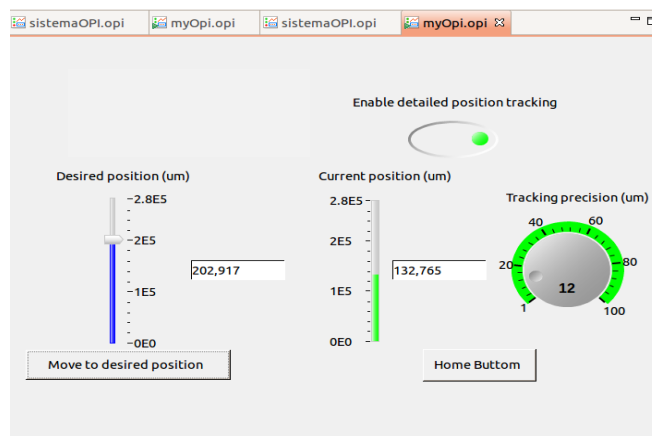 sistemaOPI.opi
myOpi.opi
sistemaOPI.opi
myOpi.opi
Enable detailed position tracking
Desired position (um)
2.8E5
2E5
1E5
0E0
202,917
Move to desired position
Current position (um)
2.8E5
2E5
1E5
0E0
132,765
Home Buttom
Tracking precision (um)
1
20
40
60
80
100
12